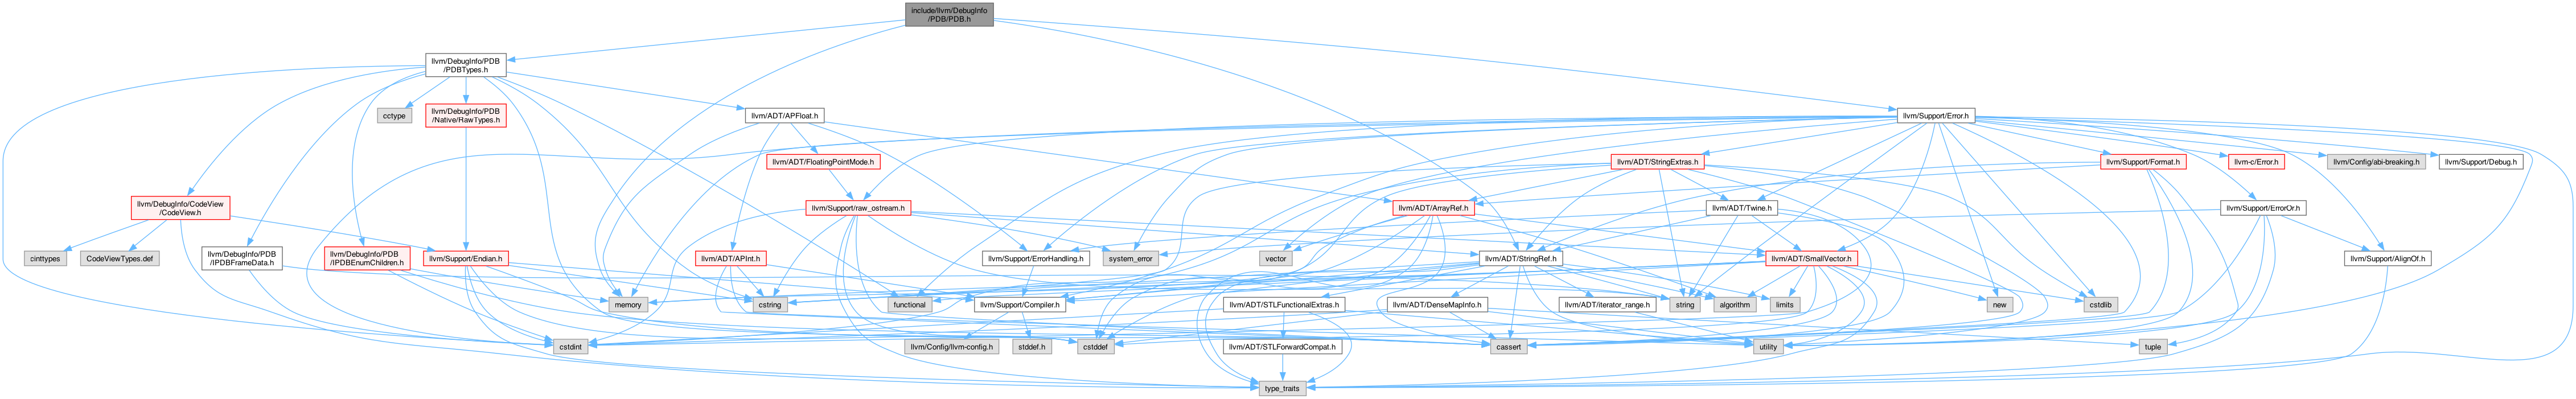 include/llvm/DebugInfo
/PDB/PDB.h
llvm/DebugInfo/PDB
/PDBTypes.h
cctype
llvm/DebugInfo/PDB
/Native/RawTypes.h
llvm/ADT/APFloat.h
llvm/Support/Error.h
llvm/ADT/FloatingPointMode.h
llvm/ADT/StringExtras.h
llvm/Support/Format.h
llvm-c/Error.h
llvm/Config/abi-breaking.h
llvm/Support/Debug.h
llvm/DebugInfo/CodeView
/CodeView.h
llvm/Support/raw_ostream.h
llvm/ADT/ArrayRef.h
llvm/ADT/Twine.h
llvm/Support/ErrorOr.h
cinttypes
CodeViewTypes.def
llvm/DebugInfo/PDB
/IPDBFrameData.h
llvm/DebugInfo/PDB
/IPDBEnumChildren.h
llvm/Support/Endian.h
llvm/ADT/APInt.h
llvm/Support/ErrorHandling.h
system_error
vector
llvm/ADT/StringRef.h
llvm/ADT/SmallVector.h
llvm/Support/AlignOf.h
memory
cstring
functional
llvm/Support/Compiler.h
string
algorithm
limits
new
cstdlib
llvm/ADT/STLFunctionalExtras.h
llvm/ADT/DenseMapInfo.h
llvm/ADT/iterator_range.h
cstdint
llvm/Config/llvm-config.h
stddef.h
cstddef
llvm/ADT/STLForwardCompat.h
cassert
utility
tuple
type_traits